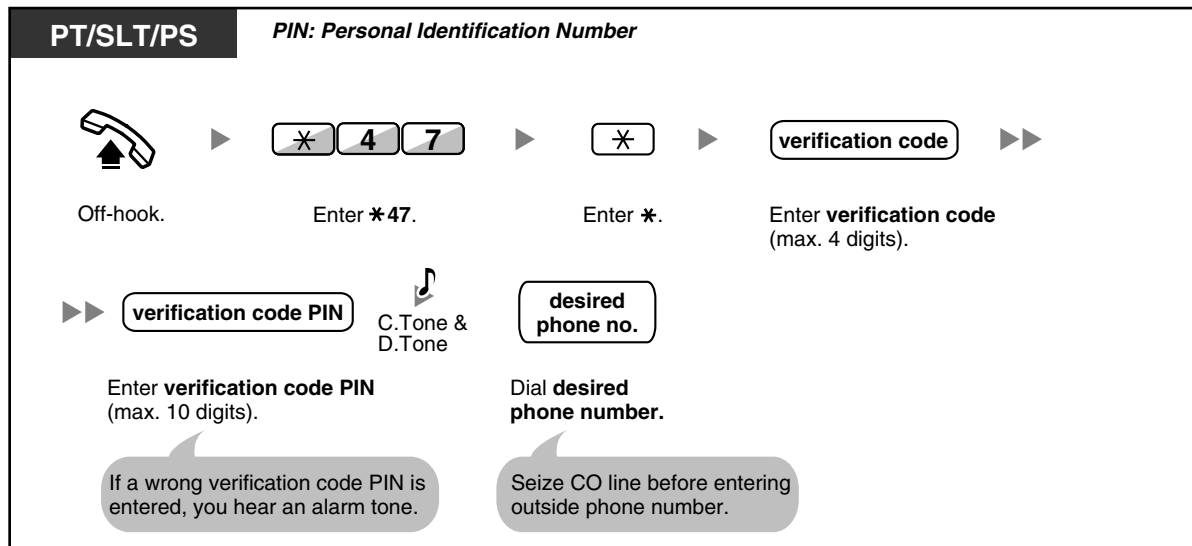 PT/SLT/PS
PIN: Personal Identification Number
* 4 7
*
verification code
Off-hook.
Enter *47.
Enter *.
Enter verification code
(max. 4 digits).
verification code PIN
C.Tone &
D.Tone
desired
phone no.
Enter verification code PIN
(max. 10 digits).
Dial desired
phone number.
If a wrong verification code PIN is
entered, you hear an alarm tone.
Seize CO line before entering
outside phone number.